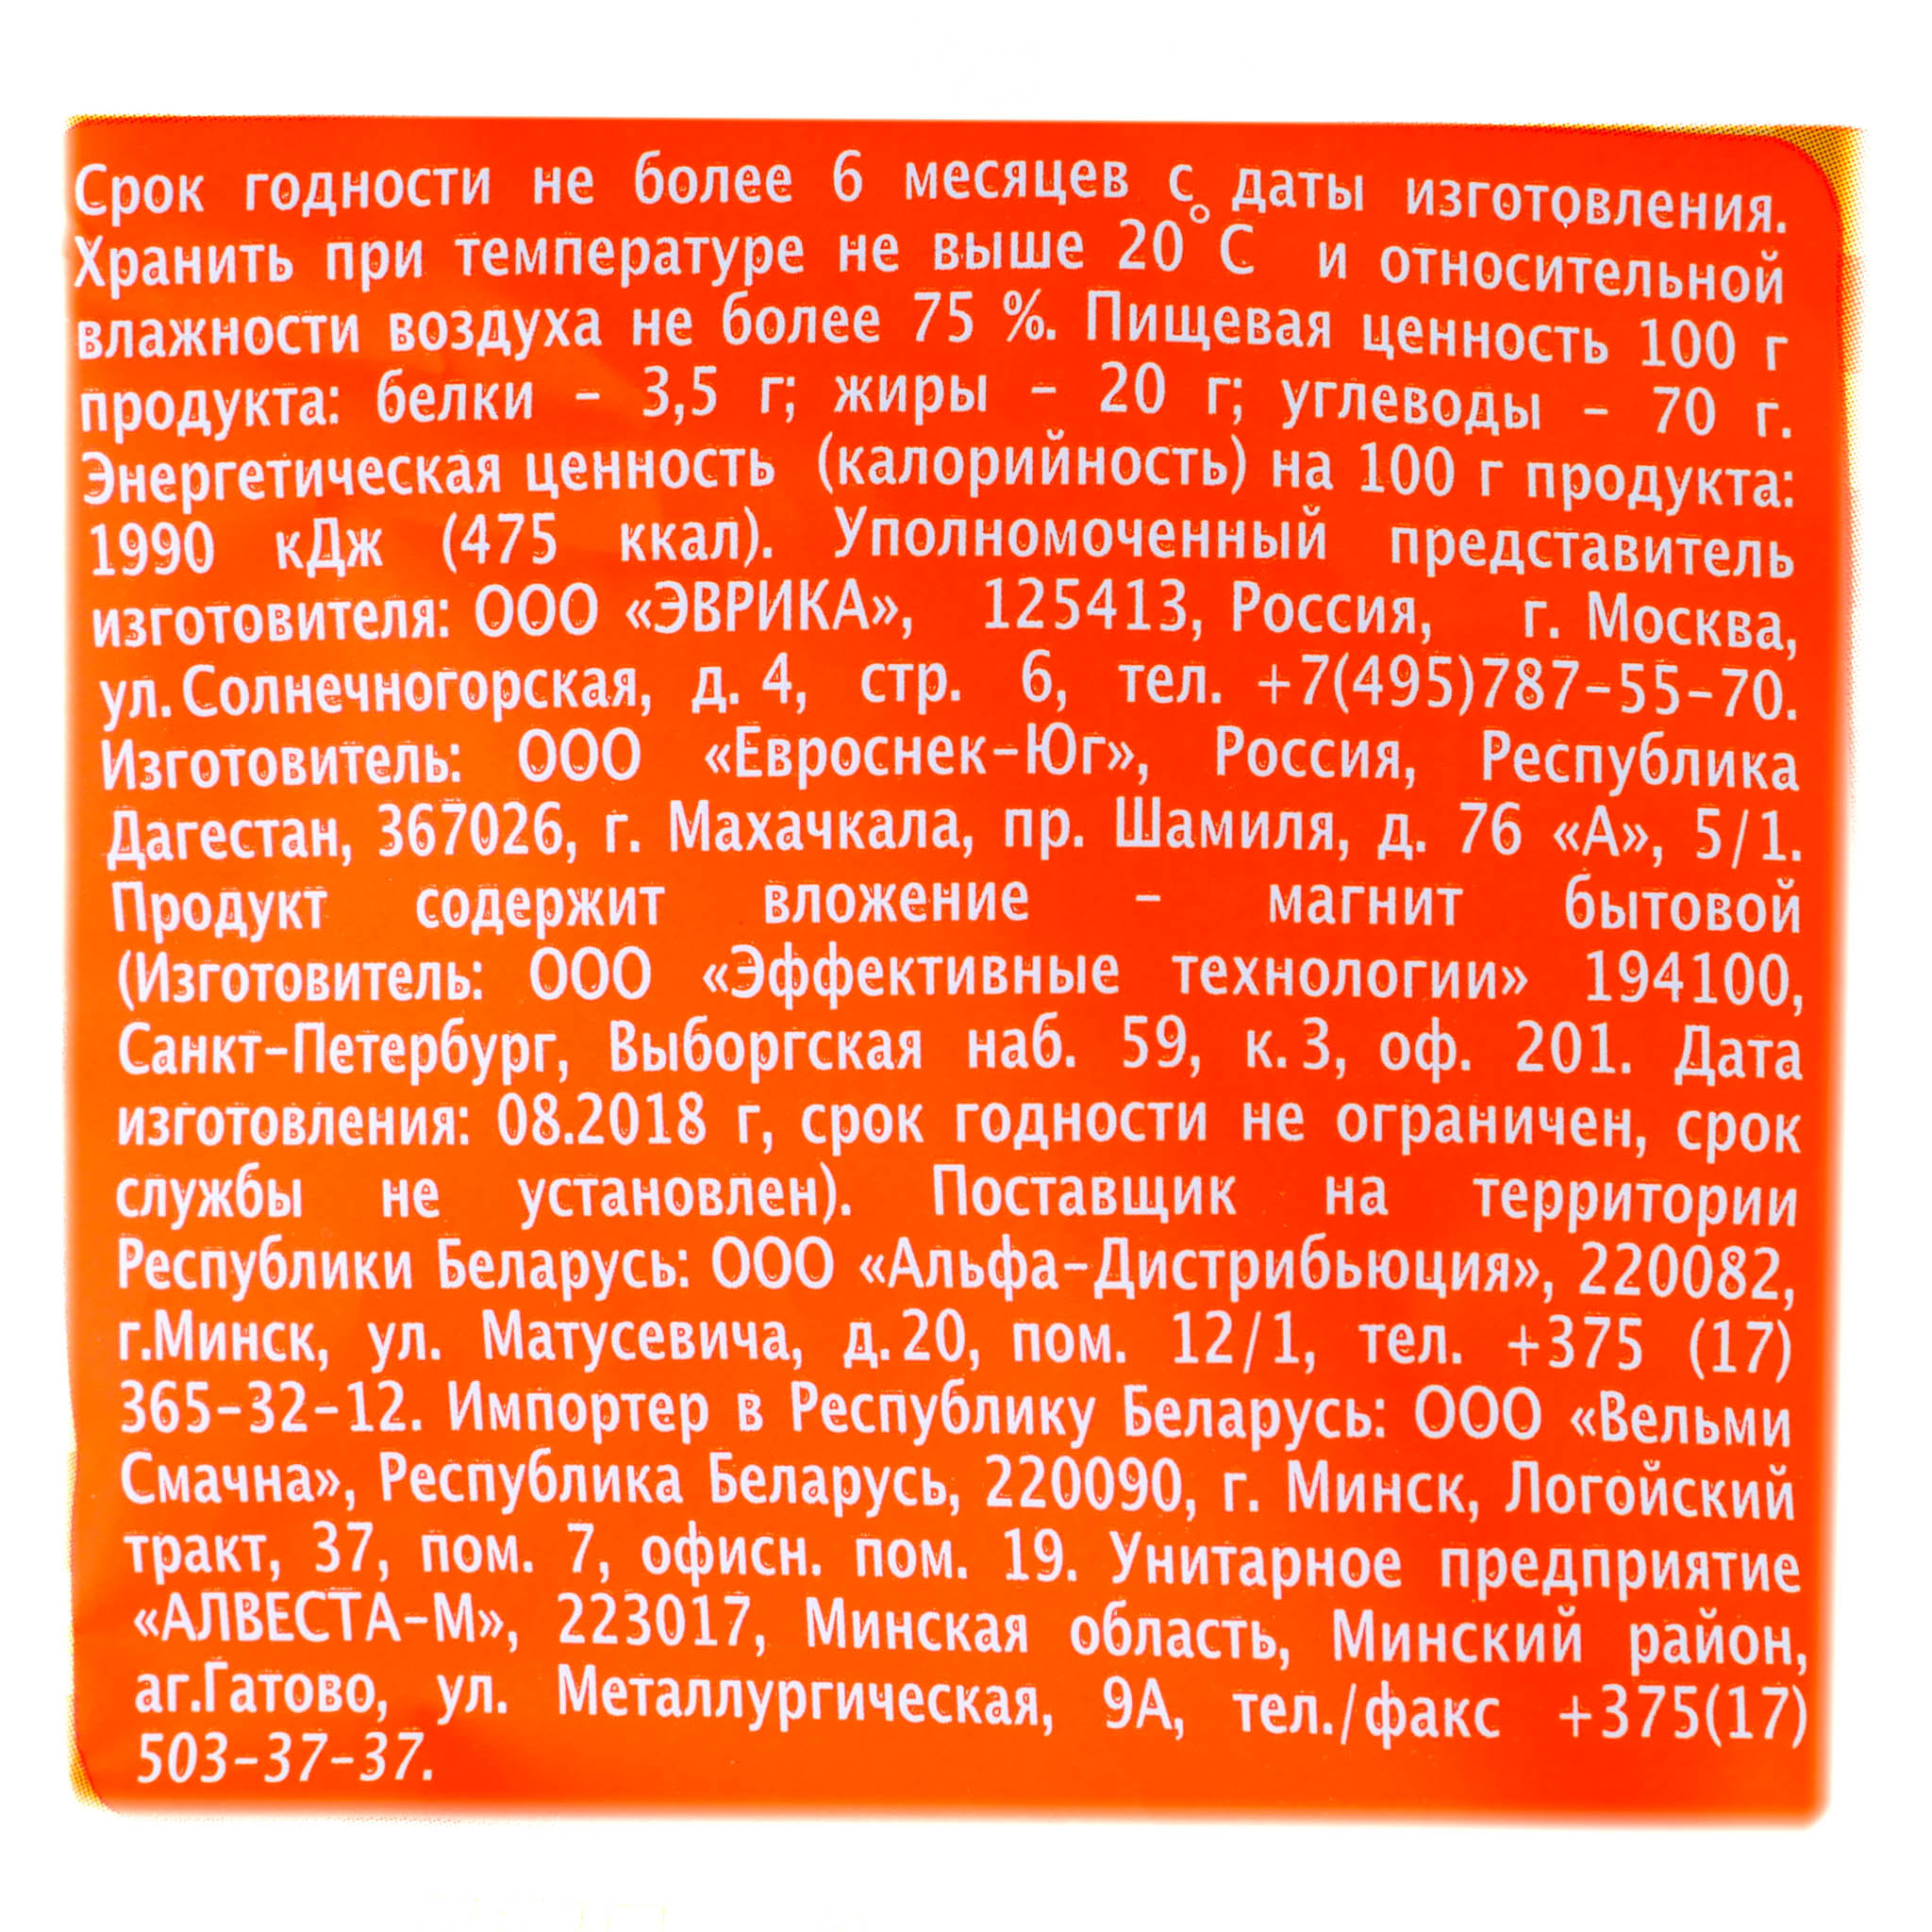 Срок годности не более 6 месяцев с даты изготовления.
Хранить при температуре не выше 20°С и относительной
влажности воздуха не более 75 %. Пищевая ценность 100 г
продукта: белки – 3,5 г; жиры – 20 г; углеводы – 70 г.
Энергетическая ценность (калорийность) на 100 г продукта:
1990 кДж (475 ккал). Уполномоченный представитель
изготовителя: ООО «ЭВРИКА», 125413, Россия, г. Москва,
ул. Солнечногорская, д. 4, стр. 6, тел. +7(495)787-55-70.
Изготовитель: ООО «Евроснек-Юг», Россия, Республика
Дагестан, 367026, г. Махачкала, пр. Шамиля, д. 76 «А», 5/1.
Продукт содержит вложение – магнит бытовой
(Изготовитель: ООО «Эффективные технологии» 194100,
Санкт-Петербург, Выборгская наб. 59, к. 3, оф. 201. Дата
изготовления: 08.2018 г, срок годности не ограничен, срок
службы не установлен). Поставщик на территории
Республики Беларусь: ООО «Альфа-Дистрибьюция», 220082,
г.Минск, ул. Матусевича, д. 20, пом. 12/1, тел. +375 (17)
365-32-12. Импортер в Республику Беларусь: ООО «Вельми
Смачна», Республика Беларусь, 220090, г. Минск, Логойский
тракт, 37, пом. 7, офисн. пом. 19. Унитарное предприятие
«АЛВЕСТА-М», 223017, Минская область, Минский район,
аг.Гатово, ул. Металлургическая, 9А, тел./факс +375(17)
503-37-37.